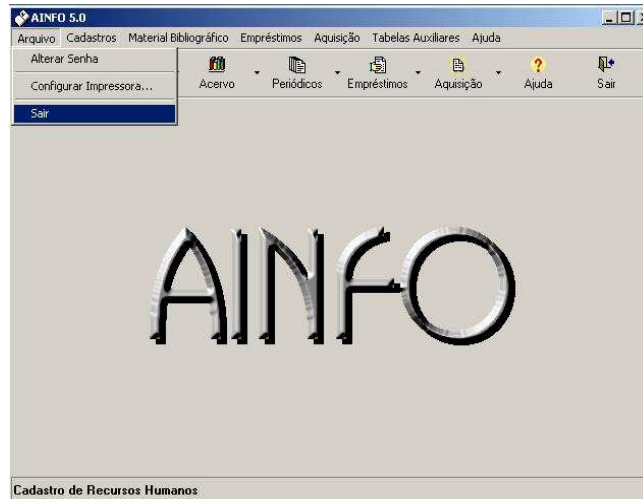 AINFO 5.0
Arquivo Cadastros Material Bibliográfico Empréstimos Aquisição Tabelas Auxiliares Ajuda
Alterar Senha
Configurar Impressora...
Sair
Acervo Periódicos Empréstimos Aquisição Ajuda Sair
AINFO
Cadastro de Recursos Humanos